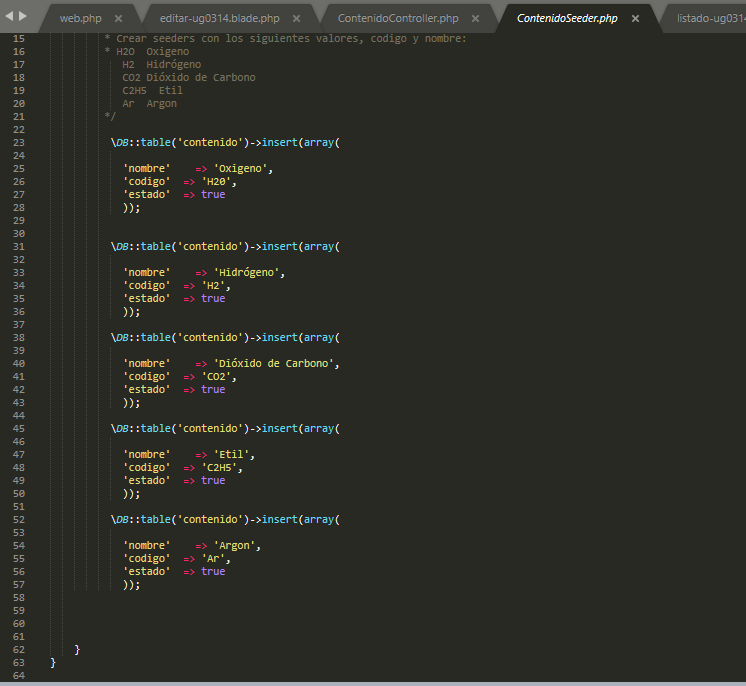 web.php × editar-ug0314.blade.php × ContenidoController.php × ContenidoSeeder.php × listado-ug0314
15 * Crear seeders con los siguientes valores, codigo y nombre:
16 * H2O Oxigeno
17 H2 Hidrógeno
18 CO2 Dióxido de Carbono
19 C2H5 Etil
20 Ar Argon
21 */
22
23 \DB::table('contenido')->insert(array(
24
25 'nombre' => 'Oxigeno',
26 'codigo' => 'H20',
27 'estado' => true
28 ));
29
30
31 \DB::table('contenido')->insert(array(
32
33 'nombre' => 'Hidrógeno',
34 'codigo' => 'H2',
35 'estado' => true
36 ));
37
38 \DB::table('contenido')->insert(array(
39
40 'nombre' => 'Dióxido de Carbono',
41 'codigo' => 'CO2',
42 'estado' => true
43 ));
44
45 \DB::table('contenido')->insert(array(
46
47 'nombre' => 'Etil',
48 'codigo' => 'C2H5',
49 'estado' => true
50 ));
51
52 \DB::table('contenido')->insert(array(
53
54 'nombre' => 'Argon',
55 'codigo' => 'Ar',
56 'estado' => true
57 ));
58
59
60
61
62 }
63 }
64